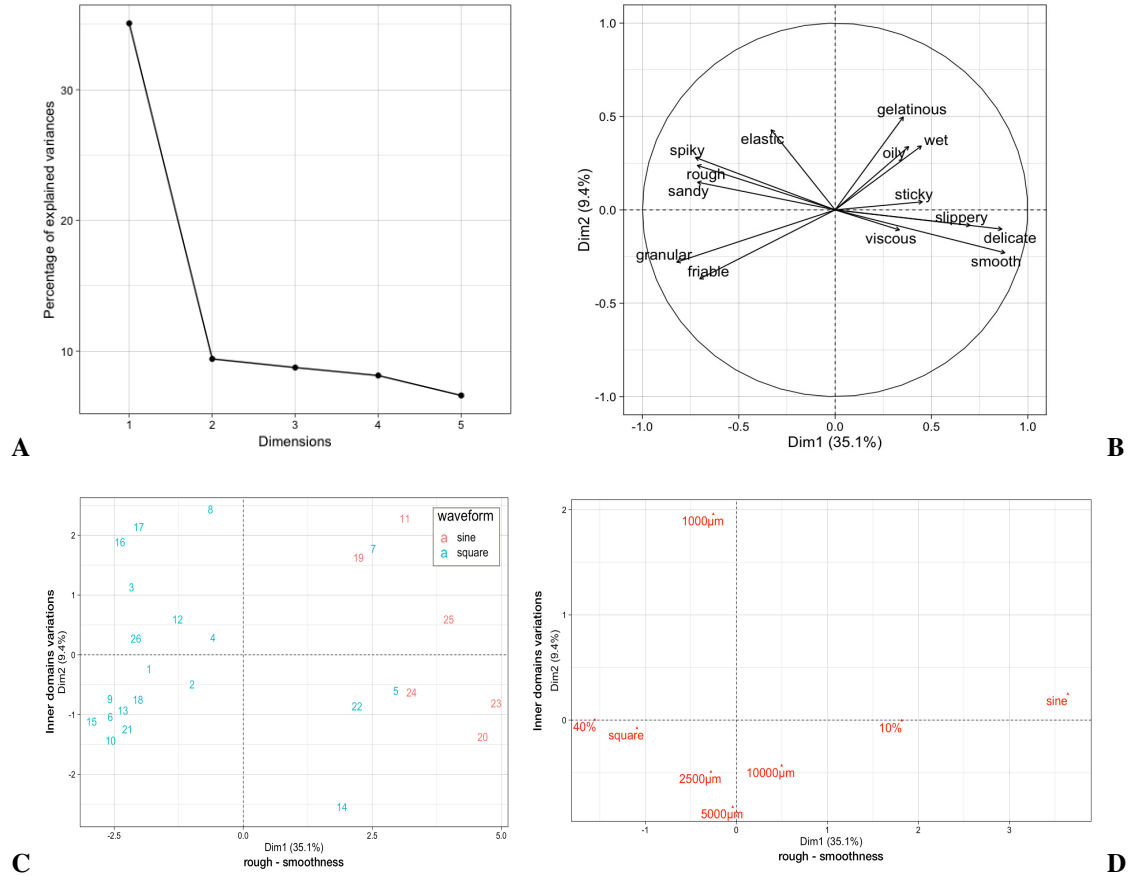 Percentage of explained variances
30
20
10
1
2
3
4
5
Dimensions
A
Dim2 (9.4%)
1.0
0.5
0.0
-0.5
-1.0
gelatinous
elastic
wet
oily
spiky
rough
sandy
sticky
slippery
viscous
delicate
smooth
granular
friable
-1.0
-0.5
0.0
0.5
1.0
Dim1 (35.1%)
B
Inner domains variations
Dim2 (9.4%)
2
1
0
-1
-2
waveform
a sine
a square
8
11
17
16
7
19
3
12
25
26
4
1
2
5
24
9
18
22
23
13
6
15
21
10
20
14
-2.5
0.0
2.5
5.0
Dim1 (35.1%)
rough - smoothness
C
Inner domains variations
Dim2 (9.4%)
2
1
0
1000µm
sine
40%
10%
square
2500µm
10000µm
5000µm
-1
0
1
2
3
Dim1 (35.1%)
rough - smoothness
D